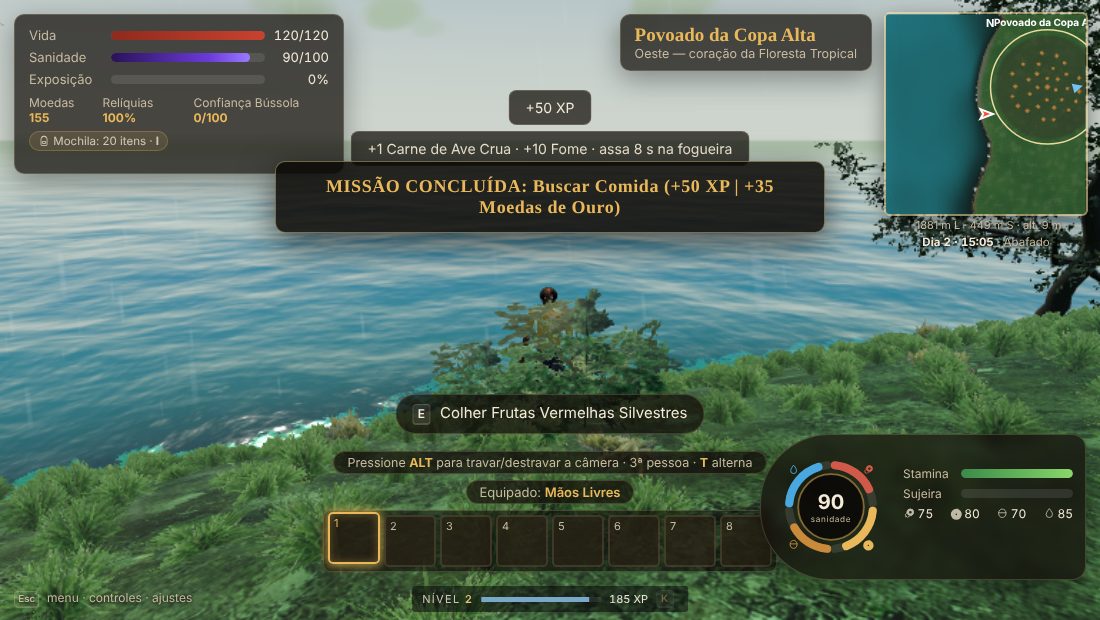 Vida 120/120
Sanidade 90/100
Exposição 0%
Moedas Relíquias Confiança Bússola
155 100% 0/100
Mochila: 20 itens · I
Povoado da Copa Alta
Oeste — coração da Floresta Tropical
N
Povoado da Copa A
+50 XP
+1 Carne de Ave Crua · +10 Fome · assa 8 s na fogueira
MISSÃO CONCLUÍDA: Buscar Comida (+50 XP | +35
Moedas de Ouro)
1881 m L · 449 m S · alt. 9 m
Dia 2 · 15:05 · Abafado
E Colher Frutas Vermelhas Silvestres
Pressione ALT para travar/destravar a câmera · 3ª pessoa · T alterna
Equipado: Mãos Livres
1 2 3 4 5 6 7 8
90
sanidade
Stamina
Sujeira
75 80 70 85
Esc menu · controles · ajustes
NÍVEL 2 185 XP K